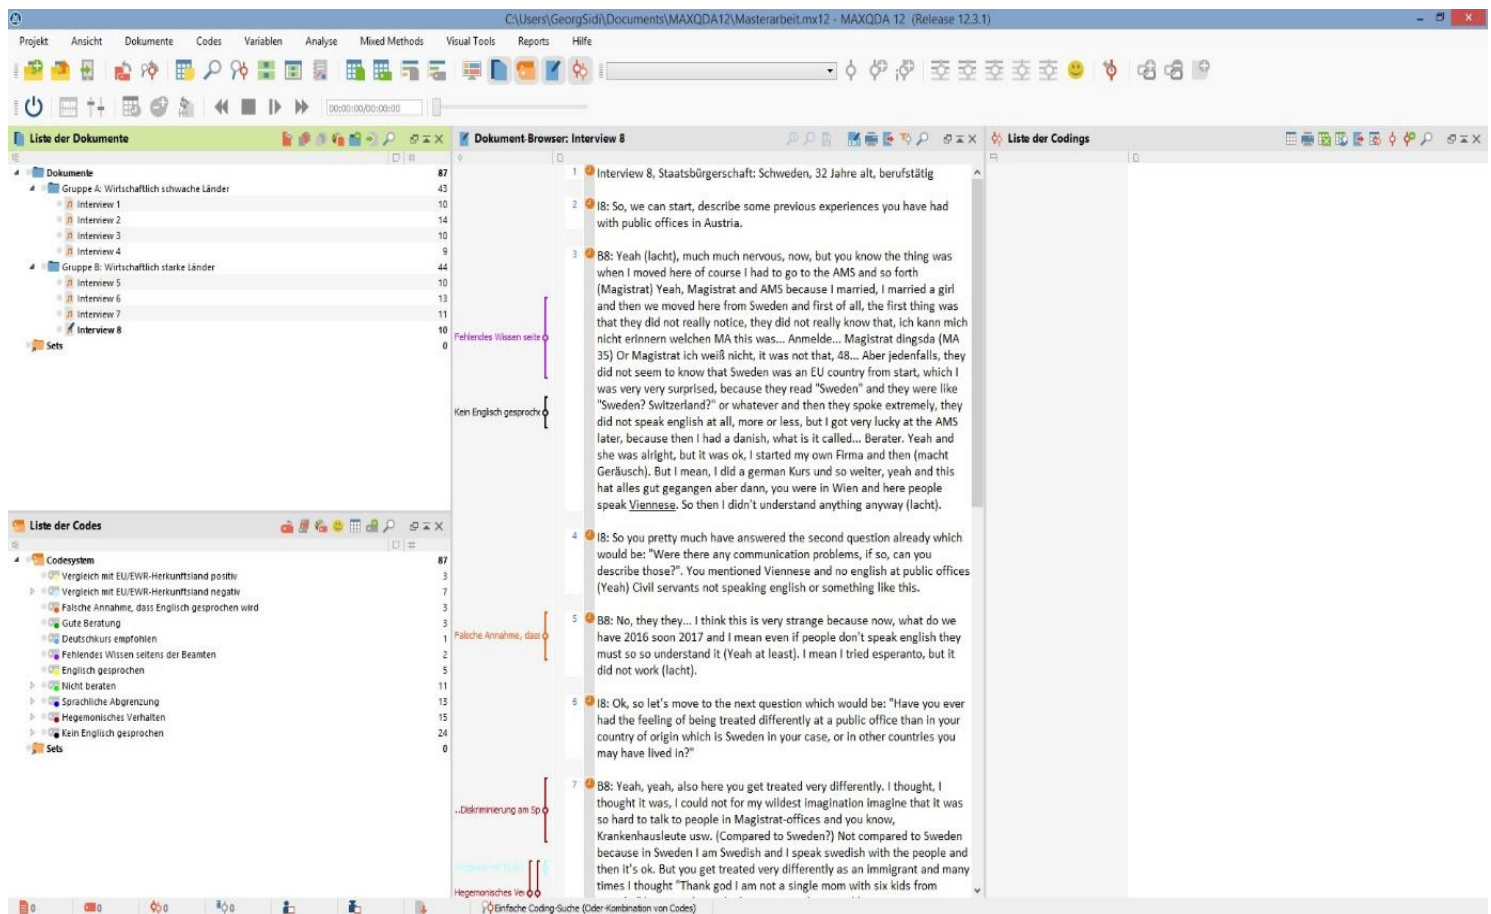 C:\Users\GeorgSidi\Documents\MAXQDA12\Masterarbeit.mx12 - MAXQDA 12 (Release 12.3.1)
Projekt Ansicht Dokumente Codes Variablen Analyse Mixed Methods Visual Tools Reports Hilfe
00:00:00/00:00:00
Liste der Dokumente
Dokumente 87
Gruppe A: Wirtschaftlich schwache Länder 43
Interview 1 10
Interview 2 14
Interview 3 10
Interview 4 9
Gruppe B: Wirtschaftlich starke Länder 44
Interview 5 10
Interview 6 13
Interview 7 11
Interview 8 10
Sets 0
Liste der Codes
Codesystem 87
Vergleich mit EU/EWR-Herkunftsland positiv 3
Vergleich mit EU/EWR-Herkunftsland negativ 7
Falsche Annahme, dass Englisch gesprochen wird 3
Gute Beratung 3
Deutschkurs empfohlen 1
Fehlendes Wissen seitens der Beamten 2
Englisch gesprochen 5
Nicht beraten 11
Sprachliche Abgrenzung 13
Hegemonisches Verhalten 15
Kein Englisch gesprochen 24
Sets 0
Dokument-Browser: Interview 8
1 Interview 8, Staatsbürgerschaft: Schweden, 32 Jahre alt, berufstätig
2 I8: So, we can start, describe some previous experiences you have had
with public offices in Austria.
3 B8: Yeah (lacht), much much nervous, now, but you know the thing was
when I moved here of course I had to go to the AMS and so forth
(Magistrat) Yeah, Magistrat and AMS because I married, I married a girl
and then we moved here from Sweden and first of all, the first thing was
that they did not really notice, they did not really know that, ich kann mich
nicht erinnern welchen MA this was... Anmelde... Magistrat dingsda (MA
35) Or Magistrat ich weiß nicht, it was not that, 48... Aber jedenfalls, they
did not seem to know that Sweden was an EU country from start, which I
was very very surprised, because they read "Sweden" and they were like
"Sweden? Switzerland?" or whatever and then they spoke extremely, they
did not speak english at all, more or less, but I got very lucky at the AMS
later, because then I had a danish, what is it called... Berater. Yeah and
she was alright, but it was ok, I started my own Firma and then (macht
Geräusch). But I mean, I did a german Kurs und so weiter, yeah and this
hat alles gut gegangen aber dann, you were in Wien and here people
speak Viennese. So then I didn't understand anything anyway (lacht).
4 I8: So you pretty much have answered the second question already which
would be: "Were there any communication problems, if so, can you
describe those?". You mentioned Viennese and no english at public offices
(Yeah) Civil servants not speaking english or something like this.
5 B8: No, they they... I think this is very strange because now, what do we
have 2016 soon 2017 and I mean even if people don't speak english they
must so so understand it (Yeah at least). I mean I tried esperanto, but it
did not work (lacht).
6 I8: Ok, so let's move to the next question which would be: "Have you ever
had the feeling of being treated differently at a public office than in your
country of origin which is Sweden in your case, or in other countries you
may have lived in?"
7 B8: Yeah, yeah, also here you get treated very differently. I thought, I
thought it was, I could not for my wildest imagination imagine that it was
so hard to talk to people in Magistrat-offices and you know,
Krankenhausleute usw. (Compared to Sweden?) Not compared to Sweden
because in Sweden I am Swedish and I speak swedish with the people and
then it's ok. But you get treated very differently as an immigrant and many
times I thought "Thank god I am not a single mom with six kids from
Fehlendes Wissen seite
Kein Englisch gesproche
Falsche Annahme, dass
..Diskriminierung am Sp
Hegemonisches Ver
Liste der Codings
0 0 0 0
Einfache Coding-Suche (Oder-Kombination von Codes)